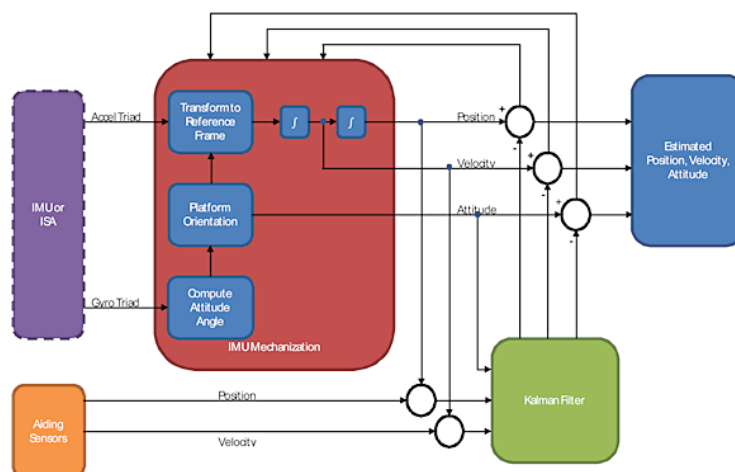 Transform to
Reference
Frame
∫
∫
Accel Triad
Position
+
-
Estimated
Position, Velocity,
Attitude
Velocity
+
-
IMU or
ISA
Platform
Orientation
Attitude
+
-
Gyro Triad
Compute
Attitude
Angle
IMU Mechanization
Aiding
Sensors
Position
Velocity
Kalman Filter